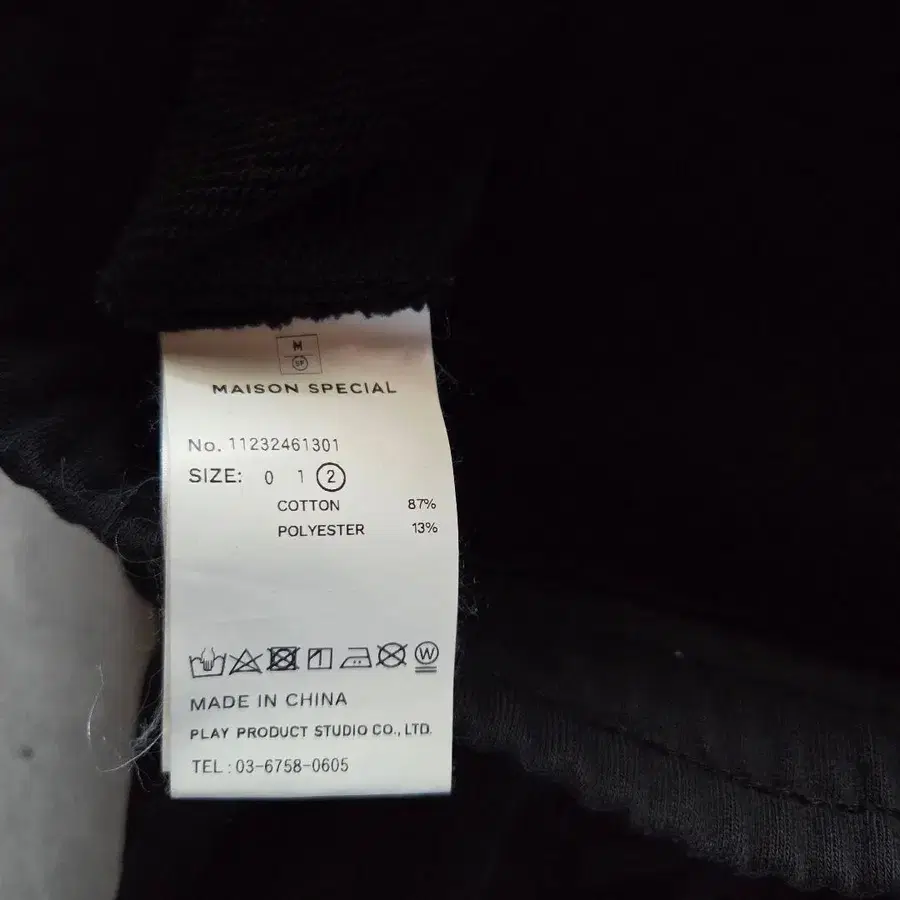 M
SP
MAISON SPECIAL
No. 11232461301
SIZE: 0 1 2
COTTON 87%
POLYESTER 13%
W
MADE IN CHINA
PLAY PRODUCT STUDIO CO., LTD.
TEL : 03-6758-0605